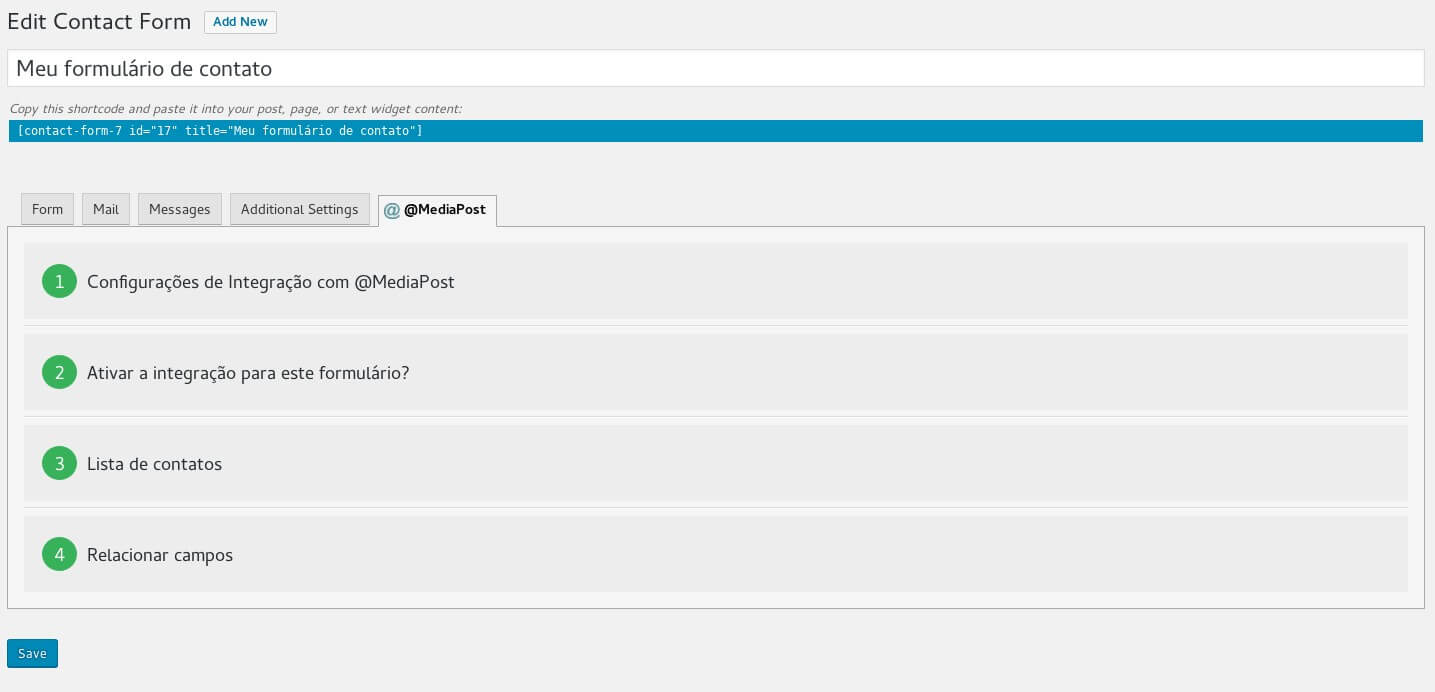 Edit Contact Form Add New
Meu formulário de contato
Copy this shortcode and paste it into your post, page, or text widget content:
[contact-form-7 id="17" title="Meu formulário de contato"]
Form Mail Messages Additional Settings @ @MediaPost
1 Configurações de Integração com @MediaPost
2 Ativar a integração para este formulário?
3 Lista de contatos
4 Relacionar campos
Save